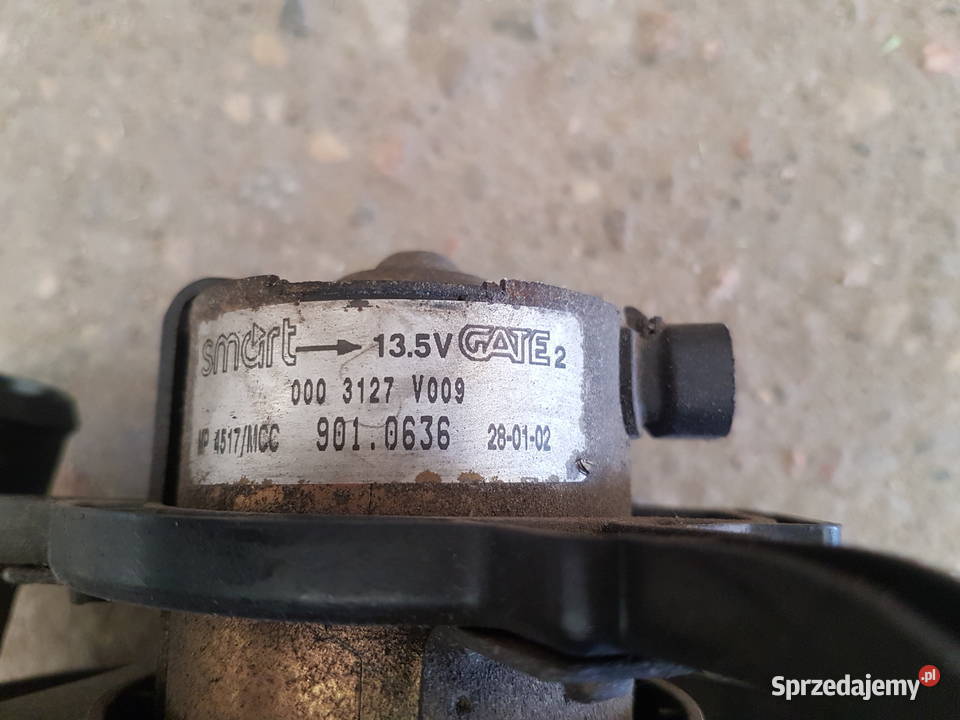 smart 13.5V GATE 2
000 3127 V009
MP 4517/MCC 901.0636 28-01-02
Sprzedajemy.pl